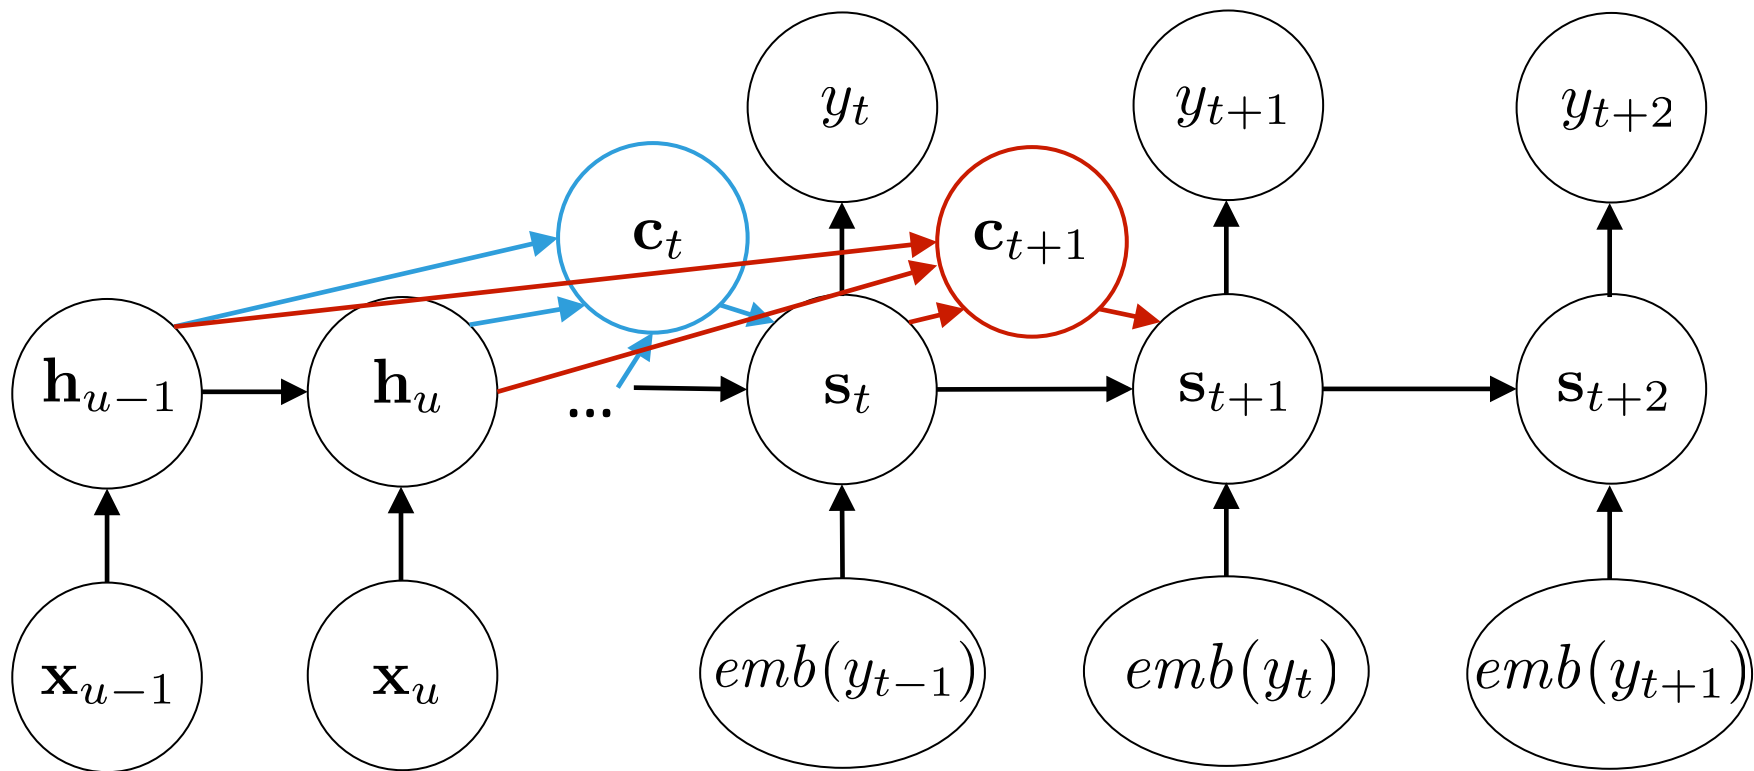 y_t
y_{t+1}
y_{t+2}
c_t
c_{t+1}
h_{u−1}
h_u
...
s_t
s_{t+1}
s_{t+2}
x_{u−1}
x_u
emb(y_{t−1})
emb(y_t)
emb(y_{t+1})